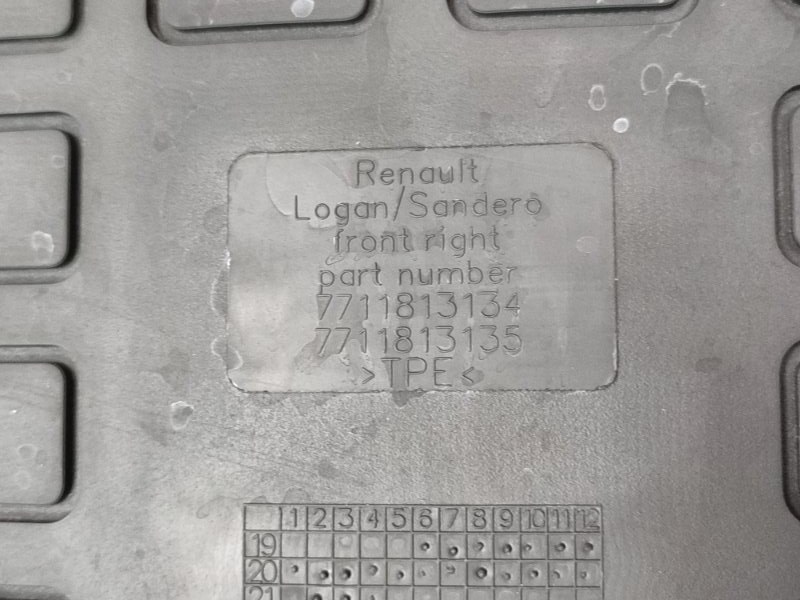 Renault
Logan/Sandero
front right
part number
7711813134
7711813135
>TPE<
1 2 3 4 5 6 7 8 9 10 11 12
19
20
21